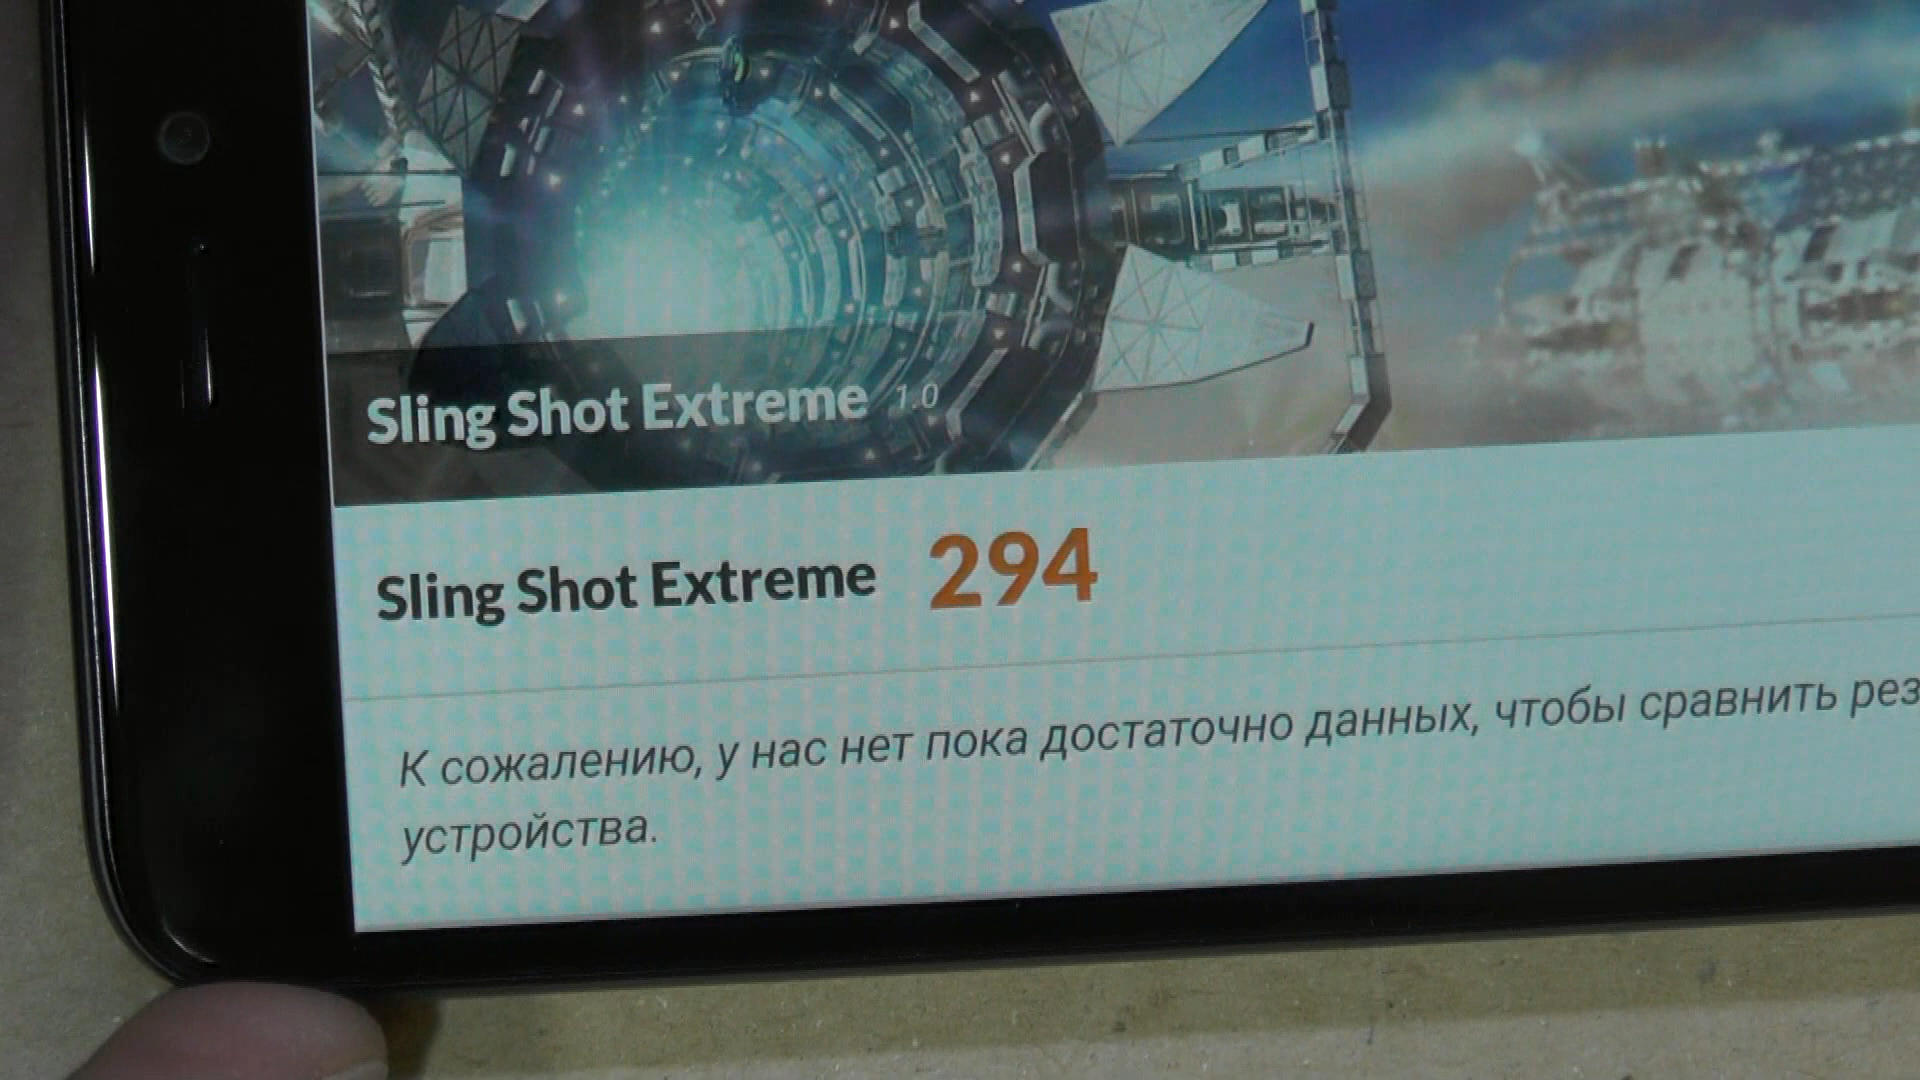 Sling Shot Extreme 1.0
Sling Shot Extreme 294
К сожалению, у нас нет пока достаточно данных, чтобы сравнить рез
устройства.